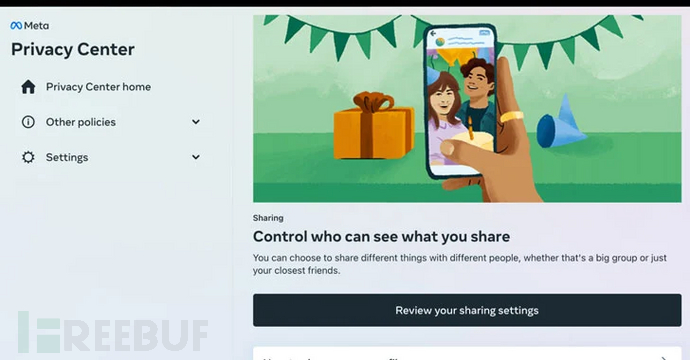 Meta
Privacy Center
Privacy Center home
Other policies
Settings
Sharing
Control who can see what you share
You can choose to share different things with different people, whether that's a big group or just
your closest friends.
Review your sharing settings
FREEBUF